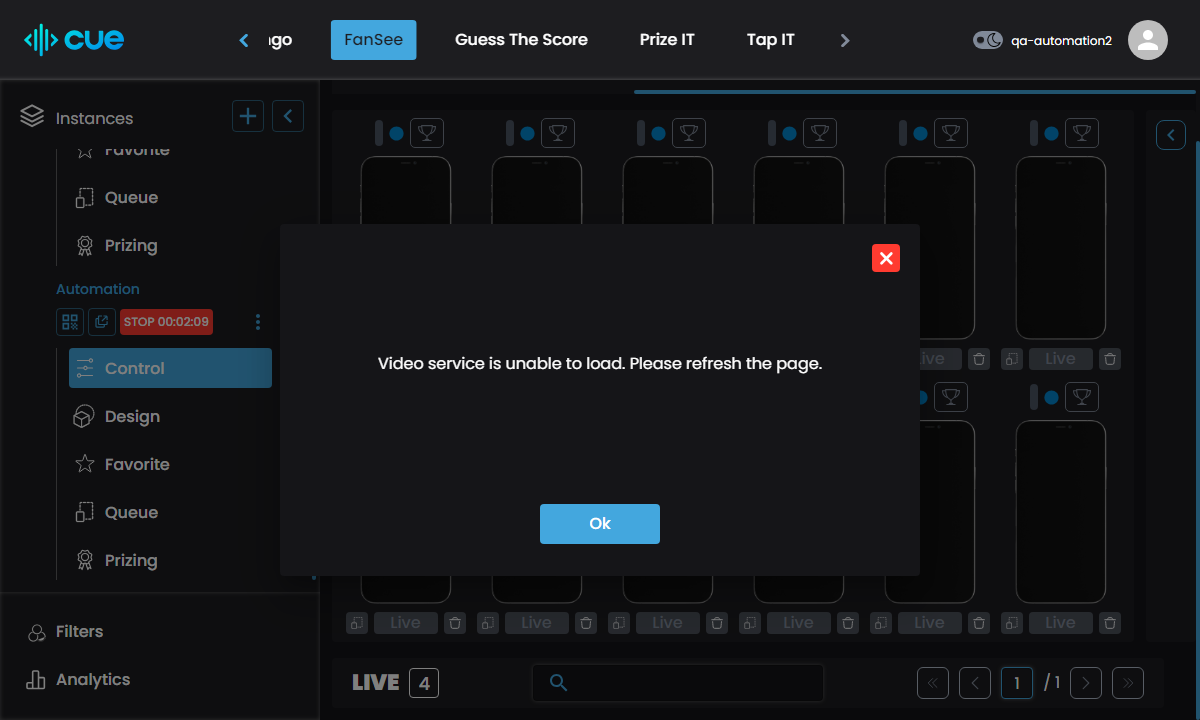 cue
FanSee
Guess The Score
Prize IT
Tap IT
qa-automation2
Instances
Favorite
Queue
Prizing
Automation
STOP 00:02:09
Control
Design
Favorite
Queue
Prizing
Filters
Analytics
Video service is unable to load. Please refresh the page.
Ok
Live
Live
Live
Live
Live
Live
Live
LIVE 4
1 / 1